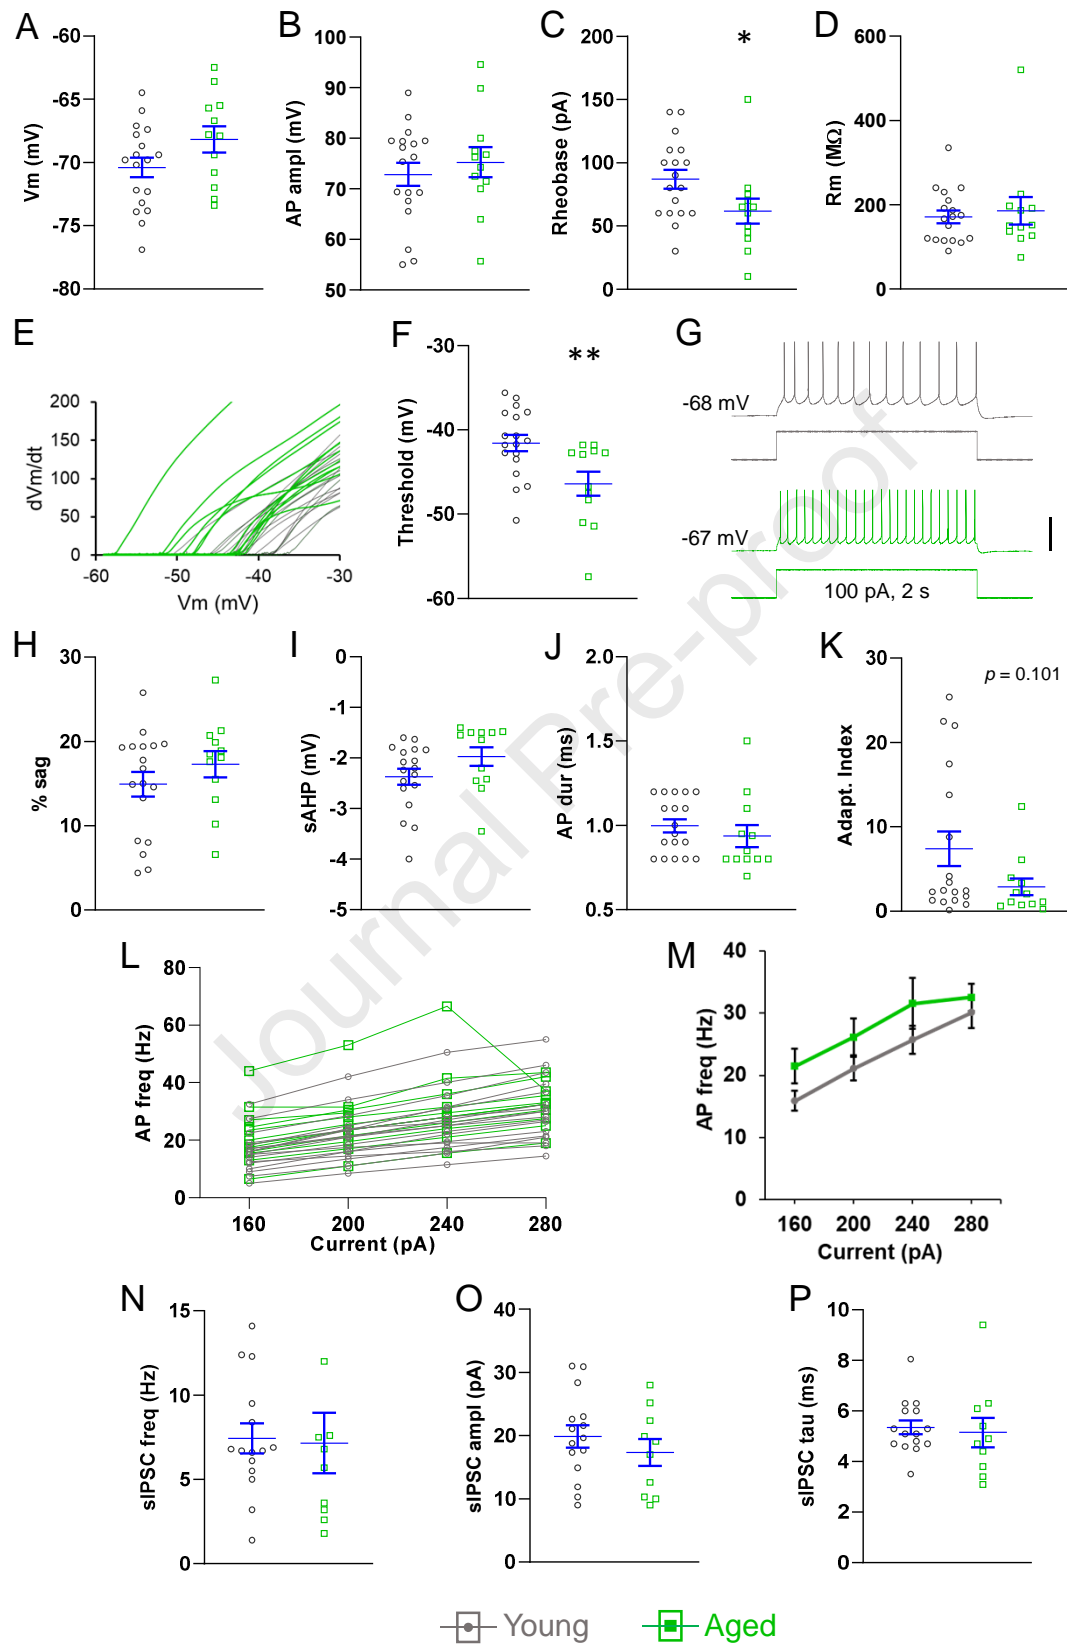 A
B
C
D
-60
-65
-70
-75
-80
Vm (mV)
100
90
80
70
60
50
AP ampl (mV)
200
150
100
50
0
Rheobase (pA)
*
600
400
200
0
Rm (MΩ)
E
F
G
200
150
100
50
0
-60
-50
-40
-30
dVm/dt
Vm (mV)
-30
-40
-50
-60
Threshold (mV)
**
-68 mV
-67 mV
100 pA, 2 s
H
I
J
K
30
20
10
0
% sag
0
-1
-2
-3
-4
-5
sAHP (mV)
2.0
1.5
1.0
0.5
AP dur (ms)
30
20
10
0
Adapt. Index
p = 0.101
L
M
80
60
40
20
0
AP freq (Hz)
160
200
240
280
Current (pA)
40
30
20
10
0
AP freq (Hz)
160
200
240
280
Current (pA)
N
O
P
15
10
5
0
sIPSC freq (Hz)
40
30
20
10
0
sIPSC ampl (pA)
10
8
6
4
2
0
sIPSC tau (ms)
Young
Aged
Journal Pre-proof